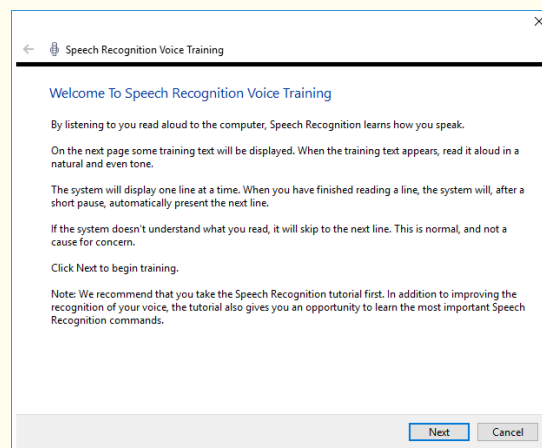 Speech Recognition Voice Training
Welcome To Speech Recognition Voice Training
By listening to you read aloud to the computer, Speech Recognition learns how you speak.
On the next page some training text will be displayed. When the training text appears, read it aloud in a
natural and even tone.
The system will display one line at a time. When you have finished reading a line, the system will, after a
short pause, automatically present the next line.
If the system doesn't understand what you read, it will skip to the next line. This is normal, and not a
cause for concern.
Click Next to begin training.
Note: We recommend that you take the Speech Recognition tutorial first. In addition to improving the
recognition of your voice, the tutorial also gives you an opportunity to learn the most important Speech
Recognition commands.
Next Cancel